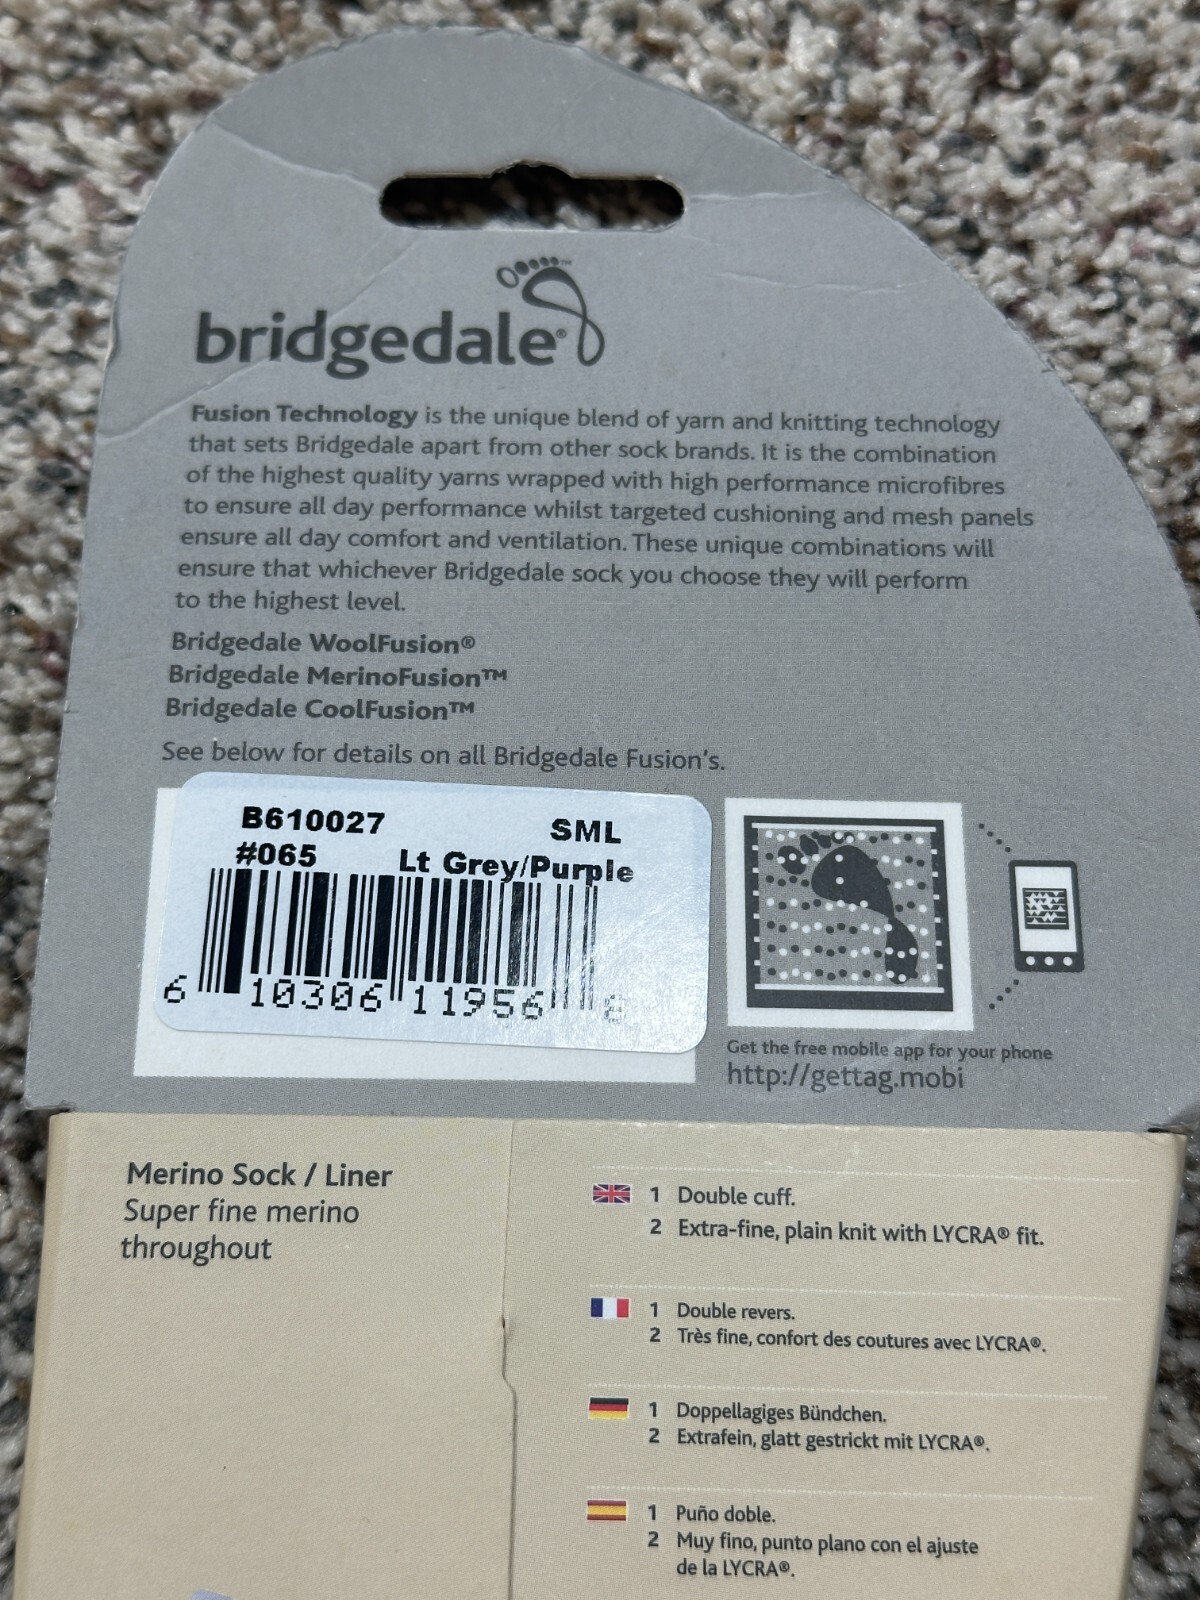 bridgedale®
Fusion Technology is the unique blend of yarn and knitting technology
that sets Bridgedale apart from other sock brands. It is the combination
of the highest quality yarns wrapped with high performance microfibres
to ensure all day performance whilst targeted cushioning and mesh panels
ensure all day comfort and ventilation. These unique combinations will
ensure that whichever Bridgedale sock you choose they will perform
to the highest level.
Bridgedale WoolFusion®
Bridgedale MerinoFusion™
Bridgedale CoolFusion™
See below for details on all Bridgedale Fusion's.
B610027 SML
#065 Lt Grey/Purple
6 10306 11956 8
Get the free mobile app for your phone
http://gettag.mobi
Merino Sock / Liner
Super fine merino
throughout
1 Double cuff.
2 Extra-fine, plain knit with LYCRA® fit.
1 Double revers.
2 Très fine, confort des coutures avec LYCRA®.
1 Doppellagiges Bündchen.
2 Extrafein, glatt gestrickt mit LYCRA®.
1 Puño doble.
2 Muy fino, punto plano con el ajuste
de la LYCRA®.